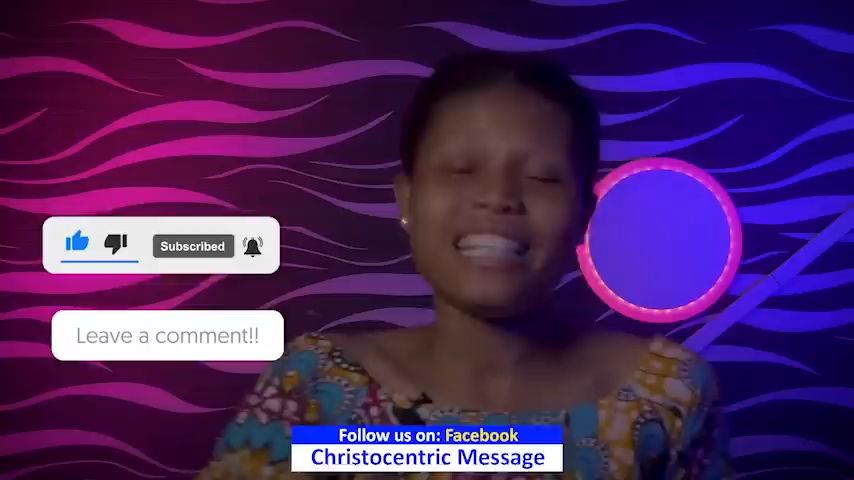 Subscribed
Leave a comment!!
Follow us on: Facebook
Christocentric Message